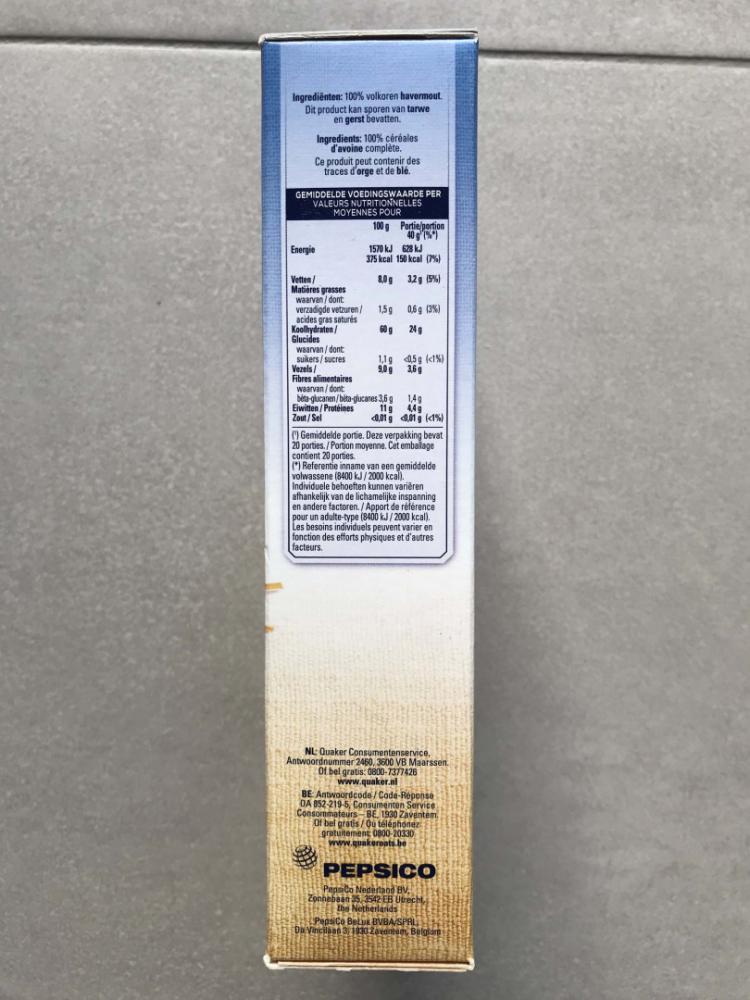 Ingrediënten: 100% volkoren havermout.
Dit product kan sporen van tarwe
en gerst bevatten.
Ingredients: 100% céréales
d'avoine complète.
Ce produit peut contenir des
traces d'orge et de blé.
GEMIDDELDE VOEDINGSWAARDE PER
VALEURS NUTRITIONNELLES
MOYENNES POUR
100 g Portie/portion
40 g¹ (%*)
Energie 1570 kJ 628 kJ
375 kcal 150 kcal (7%)
Vetten / 8,0 g 3,2 g (5%)
Matières grasses
waarvan / dont:
verzadigde vetzuren / 1,5 g 0,6 g (3%)
acides gras saturés
Koolhydraten / 60 g 24 g
Glucides
waarvan / dont:
suikers / sucres 1,1 g <0,5 g (<1%)
Vezels / 9,0 g 3,6 g
Fibres alimentaires
waarvan / dont:
bèta-glucanen / bêta-glucanes 3,6 g 1,4 g
Eiwitten / Protéines 11 g 4,4 g
Zout / Sel <0,01 g <0,01 g (<1%)
(¹) Gemiddelde portie. Deze verpakking bevat
20 porties. / Portion moyenne. Cet emballage
contient 20 porties.
(*) Referentie inname van een gemiddelde
volwassene (8400 kJ / 2000 kcal).
Individuele behoeften kunnen variëren
afhankelijk van de lichamelijke inspanning
en andere factoren. / Apport de référence
pour un adulte-type (8400 kJ / 2000 kcal).
Les besoins individuels peuvent varier en
fonction des efforts physiques et d'autres
facteurs.
NL: Quaker Consumentenservice,
Antwoordnummer 2460, 3600 VB Maarssen.
Of bel gratis: 0800-7377426
www.quaker.nl
BE: Antwoordcode / Code-Réponse
DA 852-219-5, Consumenten Service
Consommateurs - BE, 1930 Zaventem.
Of bel gratis / Ou téléphonez
gratuitement: 0800-20330
www.quakeroats.be
PEPSICO
PepsiCo Nederland BV,
Zonnebaan 35, 3542 EB Utrecht,
the Netherlands
PepsiCo BeLux BVBA/SPRL,
Da Vincilaan 3, 1930 Zaventem, Belgium